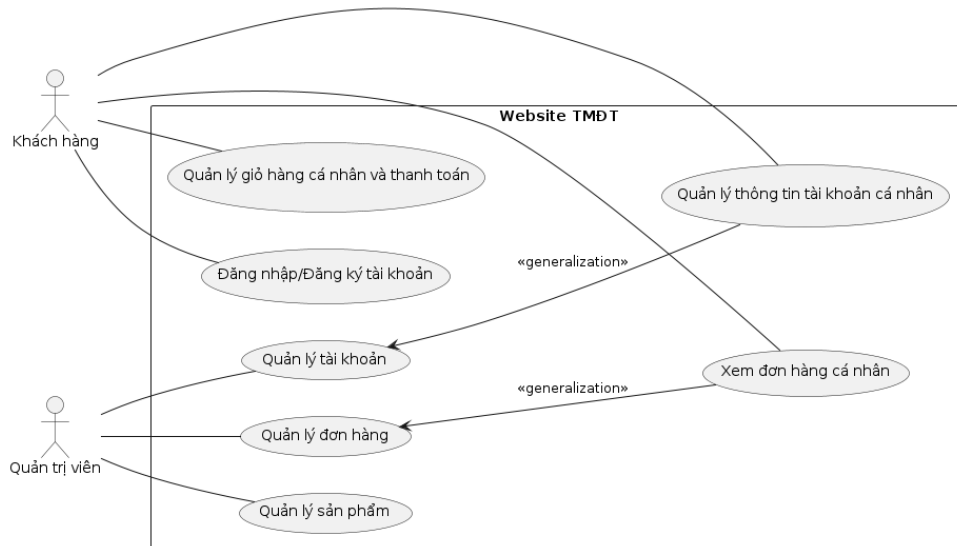 Website TMĐT
Khách hàng
Quản lý giỏ hàng cá nhân và thanh toán
Quản lý thông tin tài khoản cá nhân
«generalization»
Đăng nhập/Đăng ký tài khoản
Quản lý tài khoản
Xem đơn hàng cá nhân
«generalization»
Quản lý đơn hàng
Quản trị viên
Quản lý sản phẩm